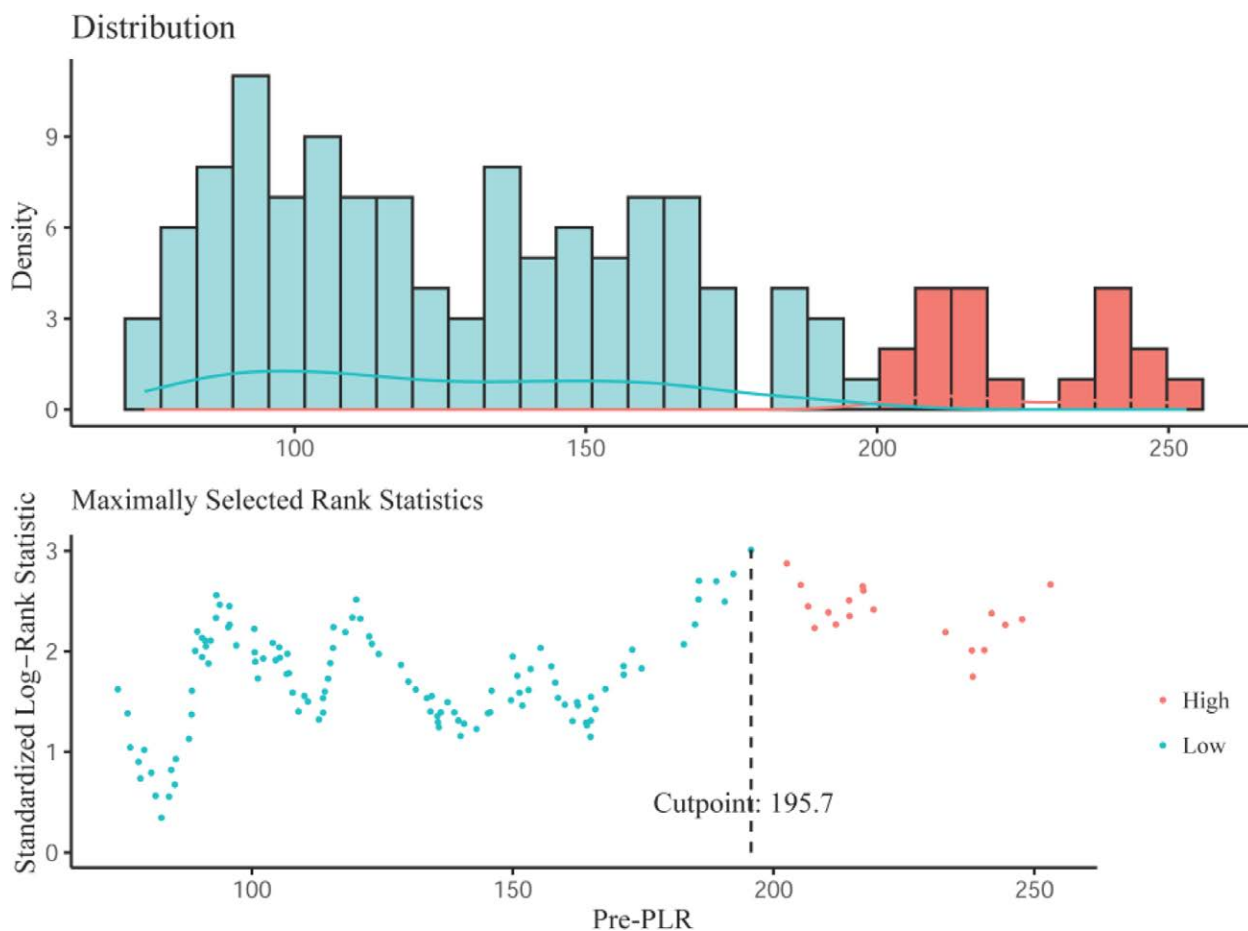 Distribution
Density
9
6
3
0
100 150 200 250
Maximally Selected Rank Statistics
Standardized Log-Rank Statistic
3
2
1
0
Cutpoint: 195.7
High
Low
100 150 200 250
Pre-PLR